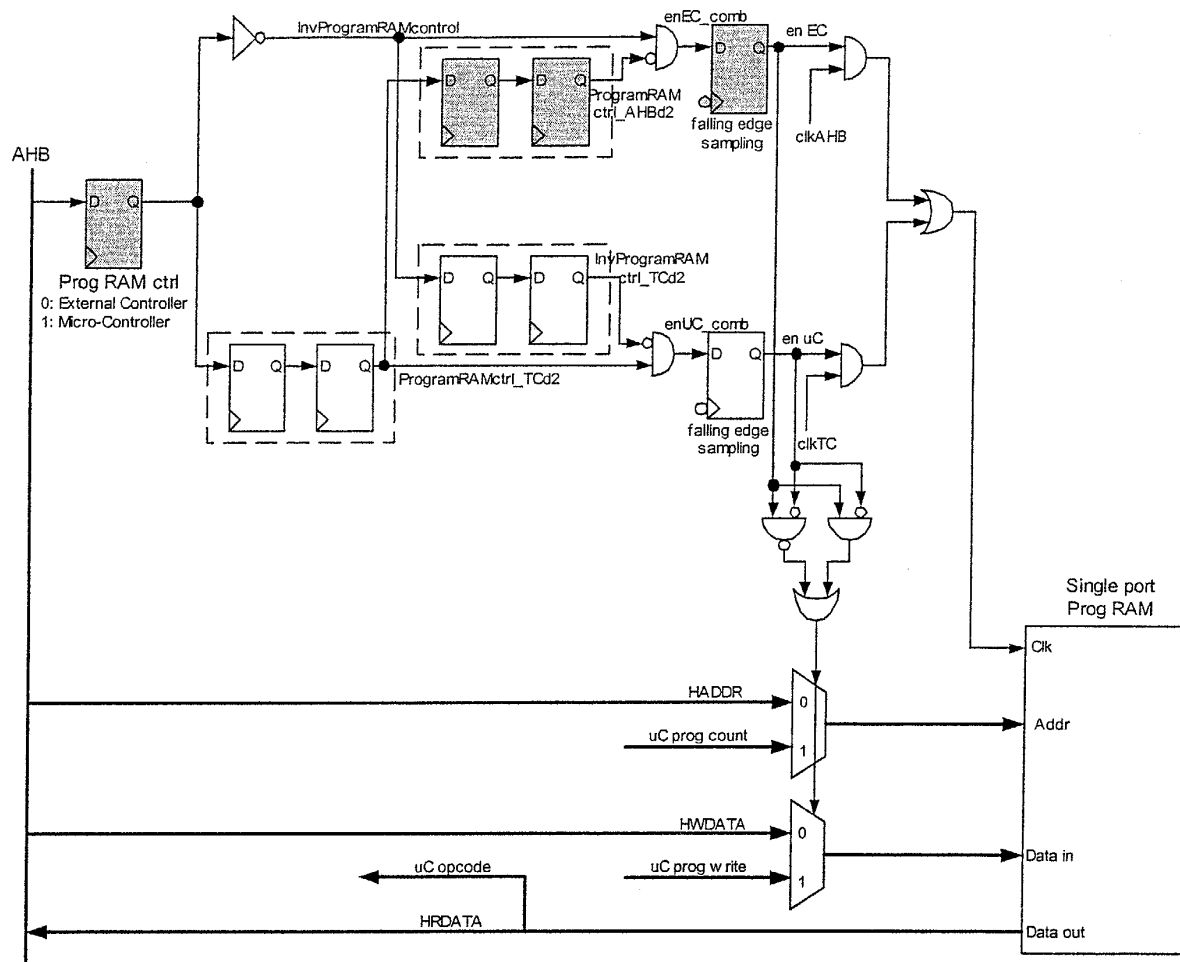 InvProgramRAMcontrol
enEC_comb
en EC
D
Q
D
Q
D
Q
ProgramRAM
ctrl_AHBd2
falling edge
sampling
clkAHB
AHB
D
Q
Prog RAM ctrl
0: External Controller
1: Micro-Controller
InvProgramRAM
ctrl_TCd2
D
Q
D
Q
enUC_comb
en uC
D
Q
D
Q
D
Q
ProgramRAMctrl_TCd2
falling edge
sampling
clkTC
Single port
Prog RAM
Clk
HADDR
0
Addr
uC prog count
1
HWDATA
0
uC prog write
1
Data in
uC opcode
HRDATA
Data out